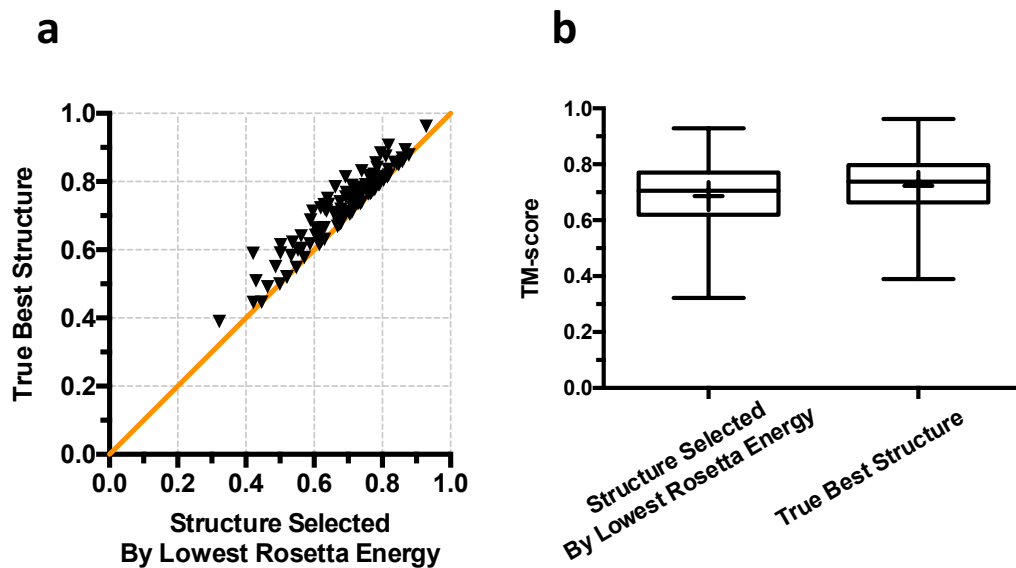 a
True Best Structure
1.0
0.8
0.6
0.4
0.2
0.0
0.0 0.2 0.4 0.6 0.8 1.0
Structure Selected
By Lowest Rosetta Energy
b
TM-score
1.0
0.8
0.6
0.4
0.2
0.0
Structure Selected
By Lowest Rosetta Energy
True Best Structure